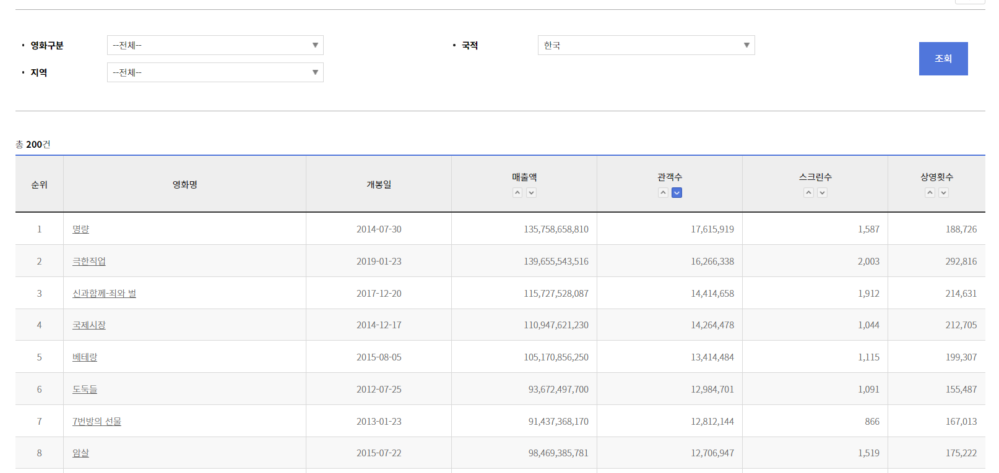 • 영화구분 --전체-- ▼ • 국적 한국 ▼
조회
• 지역 --전체-- ▼
총 200건
순위 영화명 개봉일 매출액 관객수 스크린수 상영횟수
1 명량 2014-07-30 135,758,658,810 17,615,919 1,587 188,726
2 극한직업 2019-01-23 139,655,543,516 16,266,338 2,003 292,816
3 신과함께-죄와 벌 2017-12-20 115,727,528,087 14,414,658 1,912 214,631
4 국제시장 2014-12-17 110,947,621,230 14,264,478 1,044 212,705
5 베테랑 2015-08-05 105,170,856,250 13,414,484 1,115 199,307
6 도둑들 2012-07-25 93,672,497,700 12,984,701 1,091 155,487
7 7번방의 선물 2013-01-23 91,437,368,170 12,812,144 866 167,013
8 암살 2015-07-22 98,469,385,781 12,706,947 1,519 175,222